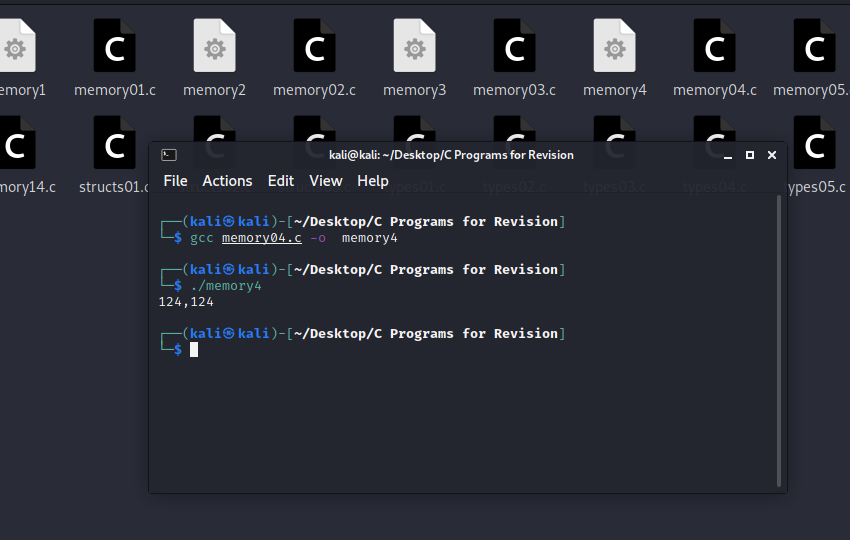 emory1 memory01.c memory2 memory02.c memory3 memory03.c memory4 memory04.c memory05.
mory14.c structs01.c types01.c types02.c types03.c types04.c ypes05.c
kali@kali: ~/Desktop/C Programs for Revision
File Actions Edit View Help
┌──(kali㉿kali)-[~/Desktop/C Programs for Revision]
└─$ gcc memory04.c -o  memory4
┌──(kali㉿kali)-[~/Desktop/C Programs for Revision]
└─$ ./memory4
124,124
┌──(kali㉿kali)-[~/Desktop/C Programs for Revision]
└─$